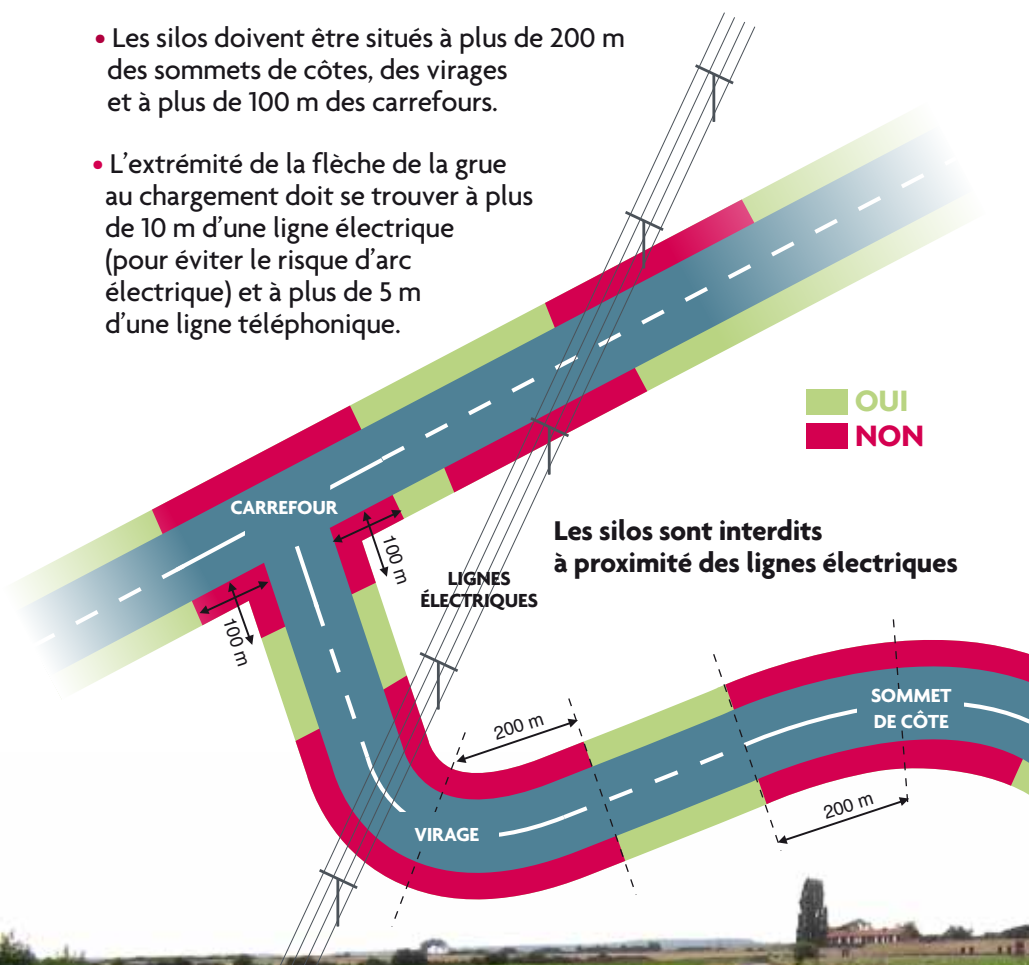 • Les silos doivent être situés à plus de 200 m
des sommets de côtes, des virages
et à plus de 100 m des carrefours.
• L’extrémité de la flèche de la grue
au chargement doit se trouver à plus
de 10 m d’une ligne électrique
(pour éviter le risque d’arc
électrique) et à plus de 5 m
d’une ligne téléphonique.
OUI
NON
CARREFOUR
100 m
100 m
LIGNES
ÉLECTRIQUES
Les silos sont interdits
à proximité des lignes électriques
200 m
SOMMET
DE CÔTE
200 m
VIRAGE